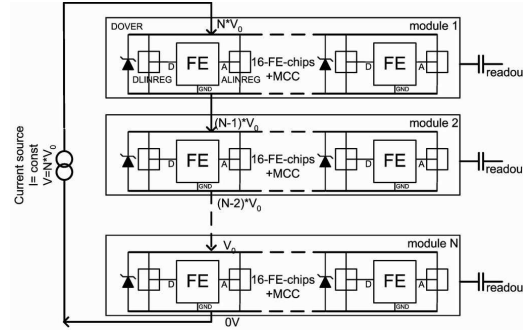 DOVER
N*V0
module 1
D
FE
A
DLINREG
ALINREG
GND
16-FE-chips
+MCC
D
FE
A
GND
readou
(N-1)*V0
module 2
D
FE
A
GND
16-FE-chips
+MCC
D
FE
A
GND
readou
(N-2)*V0
Current source
I= const
V=N*V0
V0
module N
D
FE
A
GND
16-FE-chips
+MCC
D
FE
A
GND
readou
0V